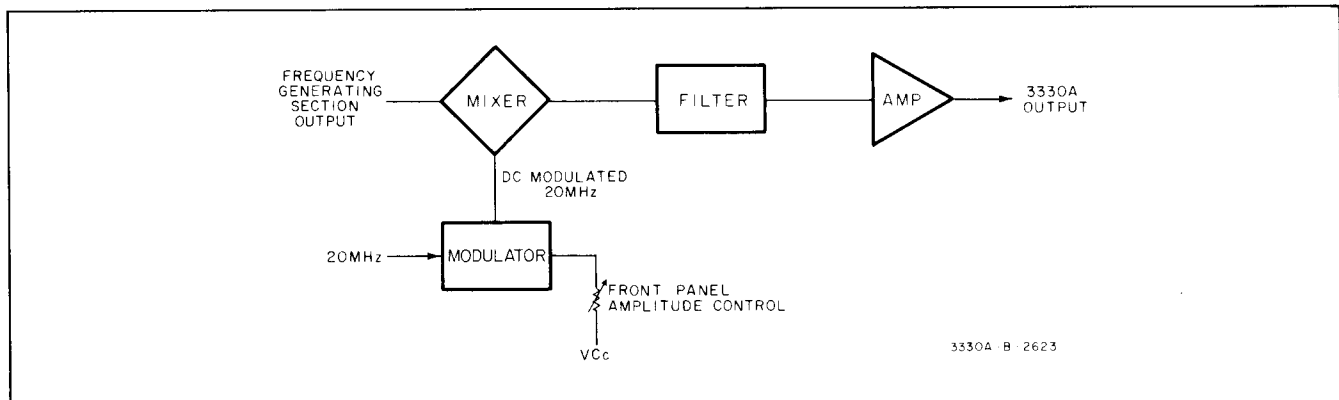 FREQUENCY
GENERATING
SECTION
OUTPUT
MIXER
FILTER
AMP
3330A
OUTPUT
DC MODULATED
20MHz
20MHz
MODULATOR
FRONT PANEL
AMPLITUDE CONTROL
VCc
3330A-B-2623